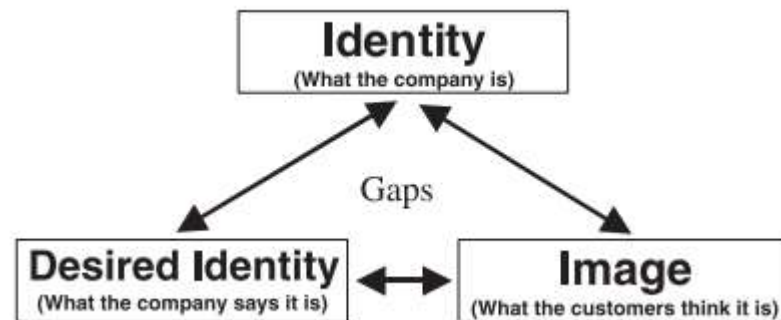 Identity
(What the company is)
Gaps
Desired Identity
(What the company says it is)
Image
(What the customers think it is)